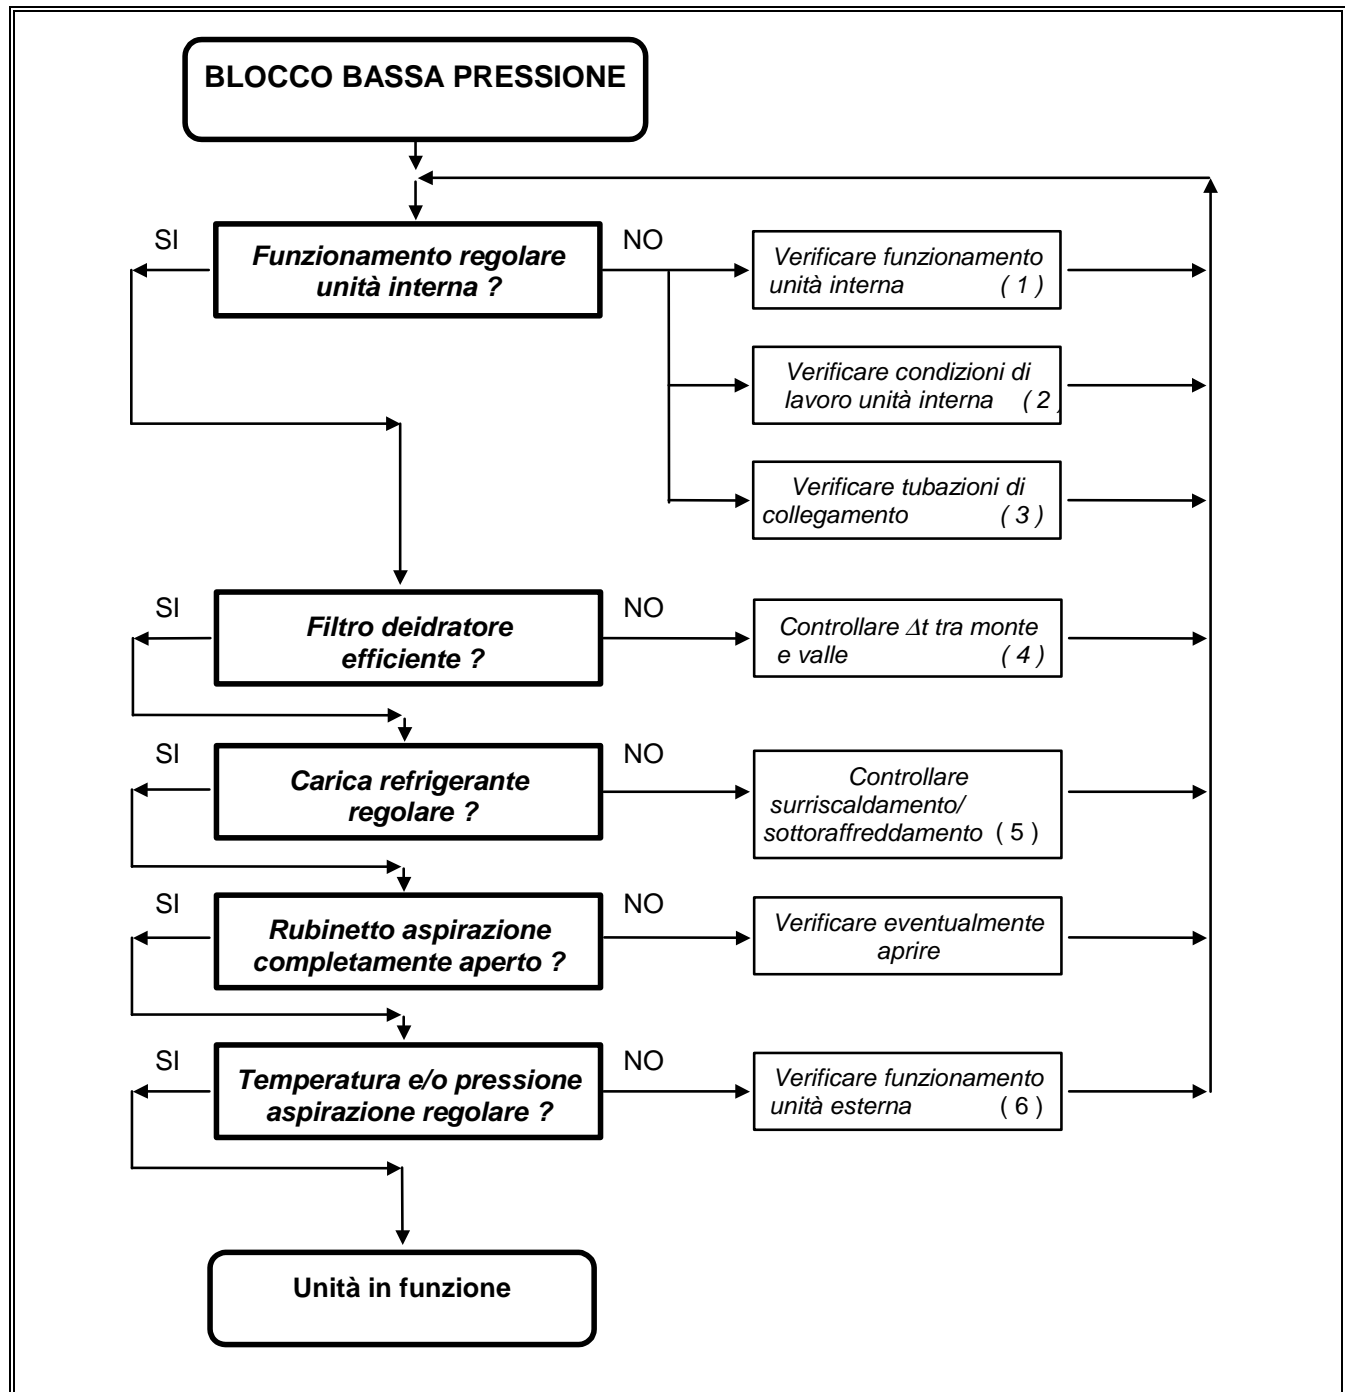 BLOCCO BASSA PRESSIONE
SI
Funzionamento regolare
unità interna ?
NO
Verificare funzionamento
unità interna ( 1 )
Verificare condizioni di
lavoro unità interna ( 2
Verificare tubazioni di
collegamento ( 3 )
SI
Filtro deidratore
efficiente ?
NO
Controllare Δt tra monte
e valle ( 4 )
SI
Carica refrigerante
regolare ?
NO
Controllare
surriscaldamento/
sottoraffreddamento ( 5 )
SI
Rubinetto aspirazione
completamente aperto ?
NO
Verificare eventualmente
aprire
SI
Temperatura e/o pressione
aspirazione regolare ?
NO
Verificare funzionamento
unità esterna ( 6 )
Unità in funzione